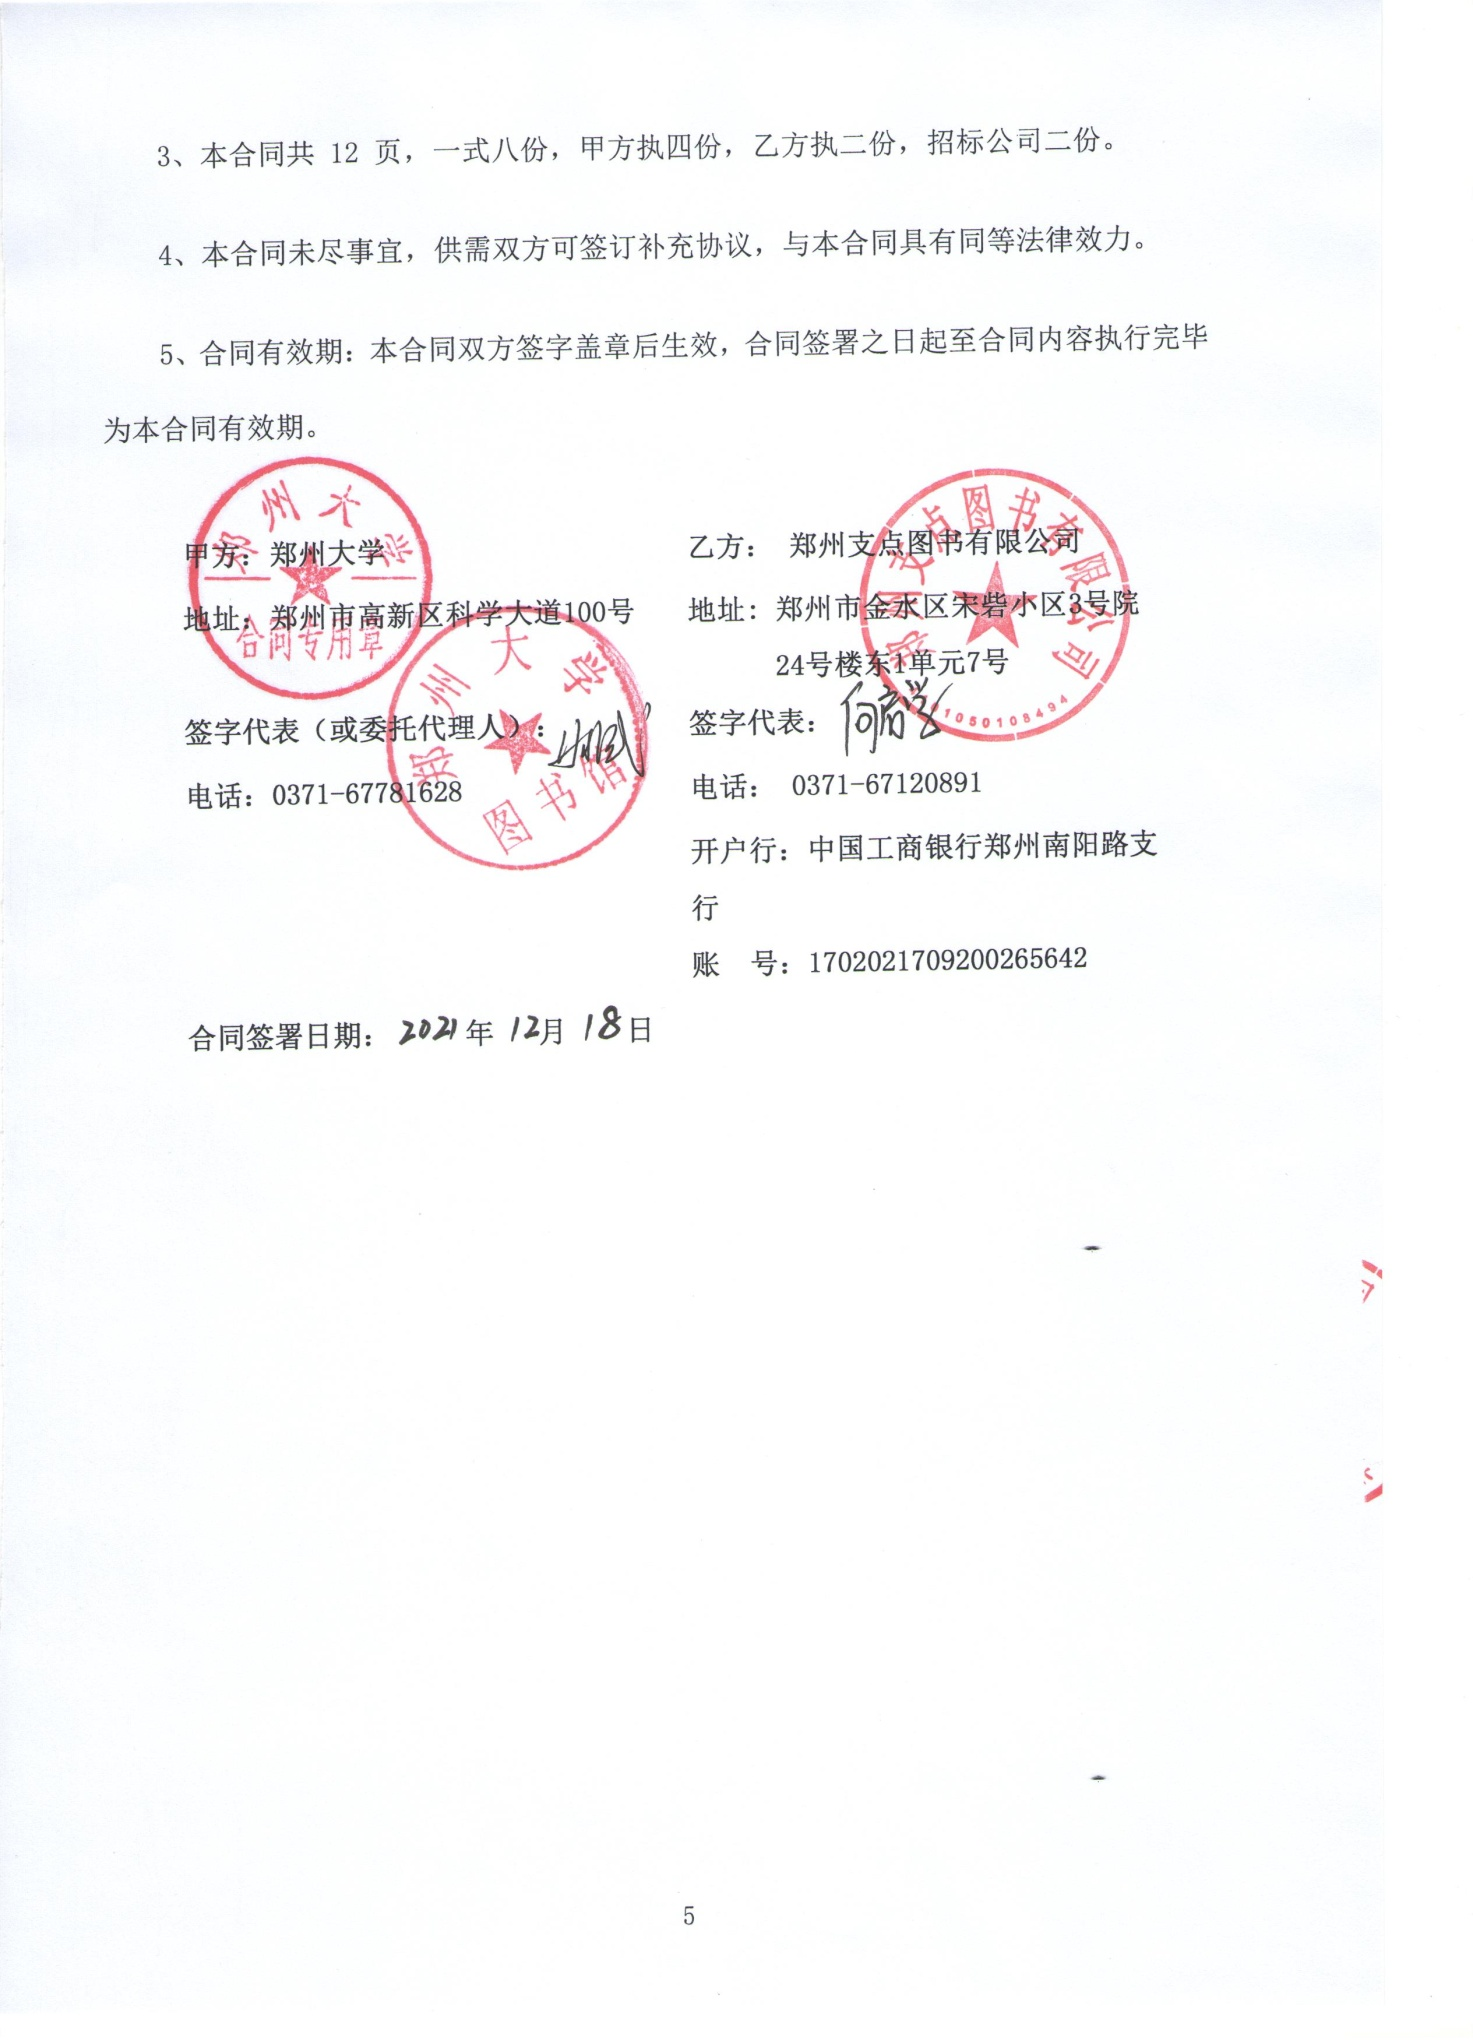 3、本合同共 12 页，一式八份，甲方执四份，乙方执二份，招标公司二份。
4、本合同未尽事宜，供需双方可签订补充协议，与本合同具有同等法律效力。
5、合同有效期：本合同双方签字盖章后生效，合同签署之日起至合同内容执行完毕
为本合同有效期。
甲方：郑州大学
地址：郑州市高新区科学大道100号
签字代表（或委托代理人）：
电话：0371-67781628
郑州大学
合同专用章
郑州大学
图书馆
乙方： 郑州支点图书有限公司
地址：郑州市金水区宋砦小区3号院
24号楼东1单元7号
签字代表：
电话： 0371-67120891
开户行：中国工商银行郑州南阳路支
行
账 号：1702021709200265642
郑州支点图书有限公司
合同签署日期：2021年 12月 18日
5